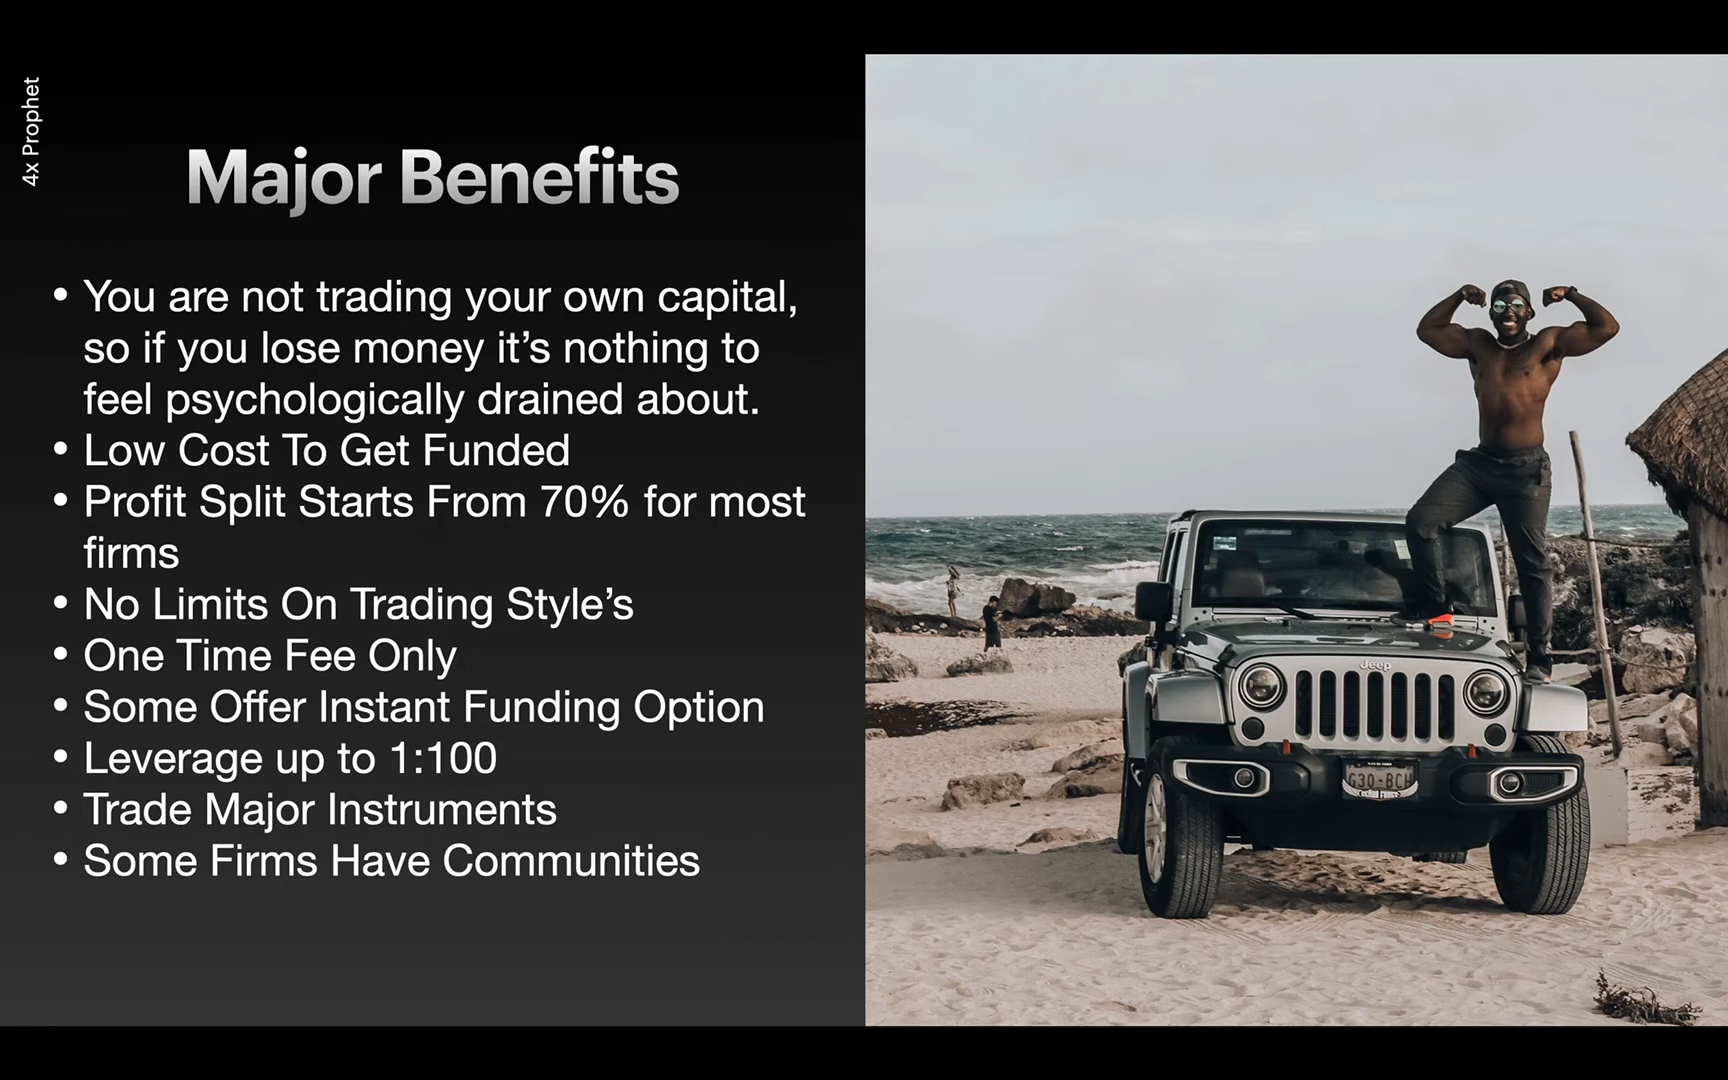 4x Prophet
Major Benefits
• You are not trading your own capital,
so if you lose money it’s nothing to
feel psychologically drained about.
• Low Cost To Get Funded
• Profit Split Starts From 70% for most
firms
• No Limits On Trading Style’s
• One Time Fee Only
• Some Offer Instant Funding Option
• Leverage up to 1:100
• Trade Major Instruments
• Some Firms Have Communities
Jeep
G30-BCH